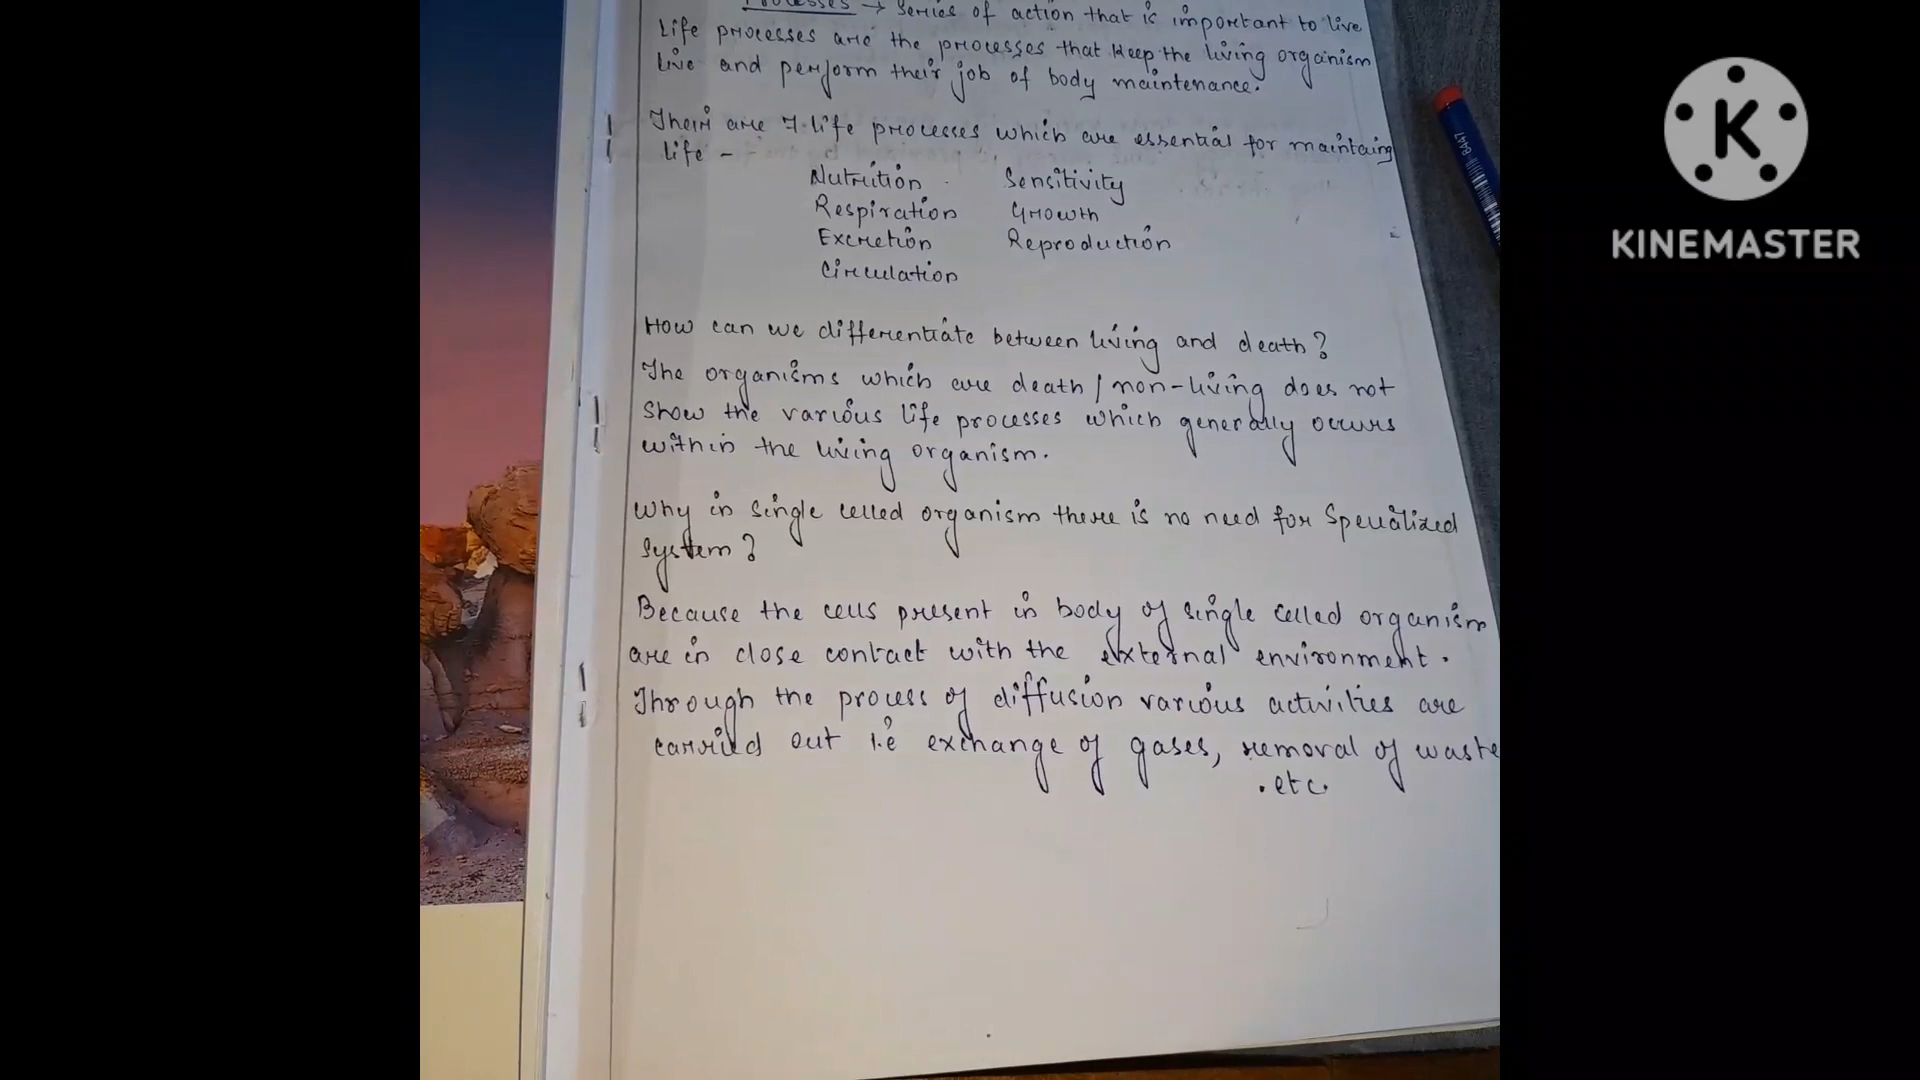 Processes → Series of action that is important to live
Life processes are the processes that keep the living organism
live and perform their job of body maintenance.
Their are 7 life processes which are essential for maintaing
life -
Nutrition Sensitivity
Respiration Growth
Excretion Reproduction
Circulation
How can we differentiate between living and death?
The organisms which are death / non-living does not
show the various life processes which generally occurs
within the living organism.
Why in single celled organism there is no need for specialized
system?
Because the cells present in body of single celled organism
are in close contact with the external environment.
Through the process of diffusion various activities are
carried out i.e exchange of gases, removal of waste
.etc.
8447
K
KINEMASTER